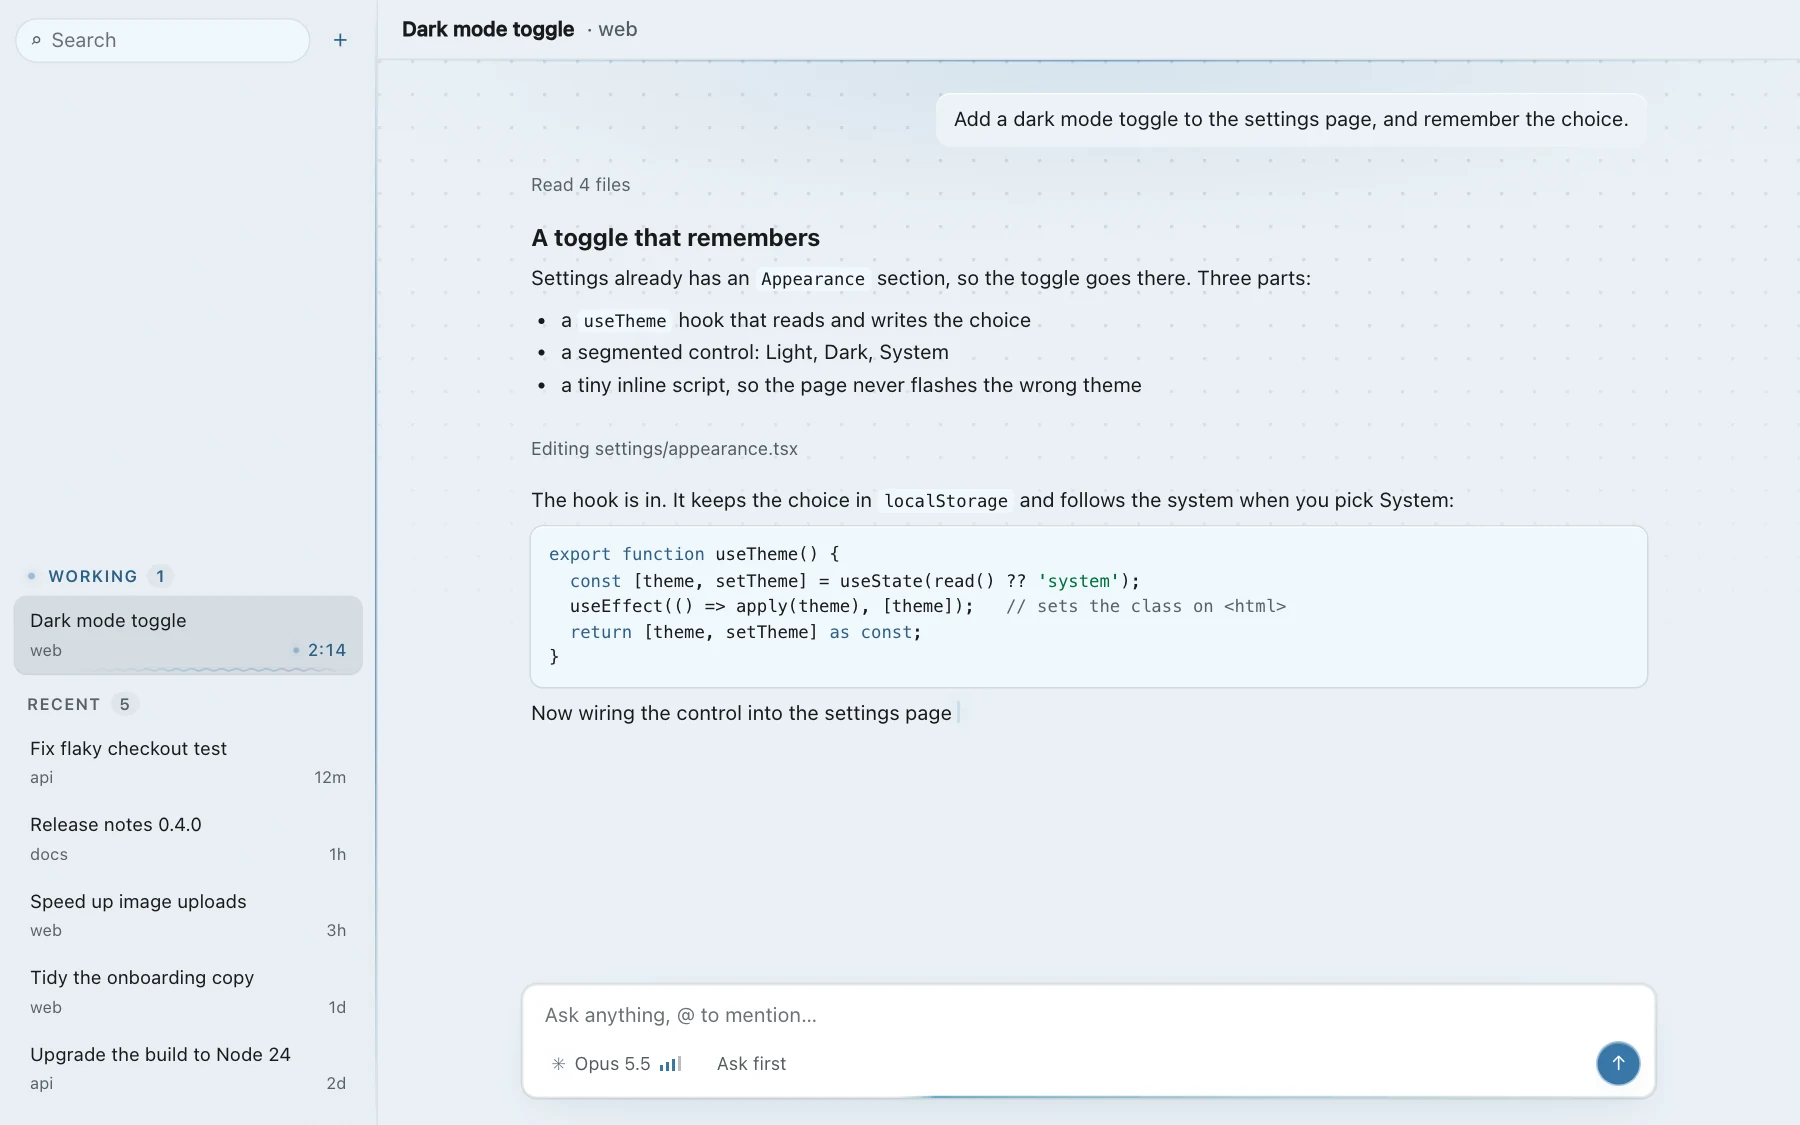 Search
+
WORKING 1
Dark mode toggle
web 2:14
RECENT 5
Fix flaky checkout test
api 12m
Release notes 0.4.0
docs 1h
Speed up image uploads
web 3h
Tidy the onboarding copy
web 1d
Upgrade the build to Node 24
api 2d
Dark mode toggle · web
Add a dark mode toggle to the settings page, and remember the choice.
Read 4 files
A toggle that remembers
Settings already has an Appearance section, so the toggle goes there. Three parts:
• a useTheme hook that reads and writes the choice
• a segmented control: Light, Dark, System
• a tiny inline script, so the page never flashes the wrong theme
Editing settings/appearance.tsx
The hook is in. It keeps the choice in localStorage and follows the system when you pick System:
export function useTheme() {
  const [theme, setTheme] = useState(read() ?? 'system');
  useEffect(() => apply(theme), [theme]);   // sets the class on <html>
  return [theme, setTheme] as const;
}
Now wiring the control into the settings page
Ask anything, @ to mention...
Opus 5.5 Ask first